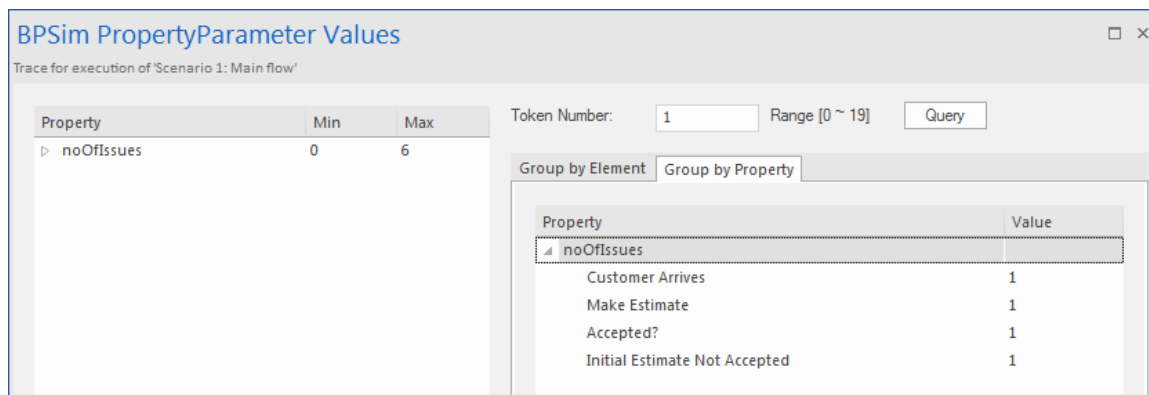 BPSim PropertyParameter Values
Trace for execution of 'Scenario 1: Main flow'
Property Min Max
noOfIssues 0 6
Token Number: 1 Range [0 ~ 19] Query
Group by Element Group by Property
Property Value
noOfIssues
Customer Arrives 1
Make Estimate 1
Accepted? 1
Initial Estimate Not Accepted 1